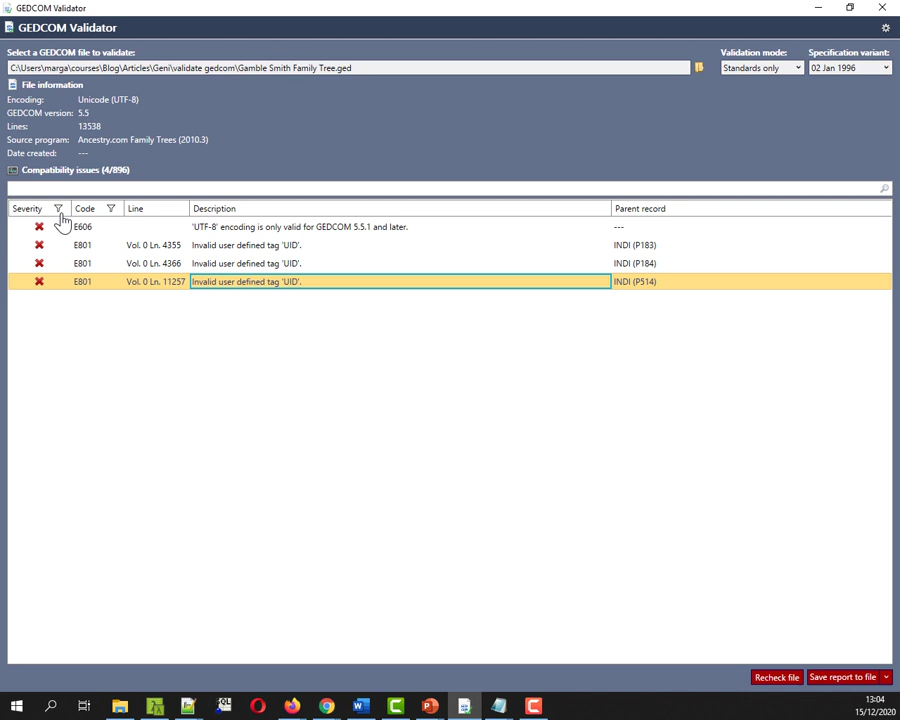 GEDCOM Validator
GEDCOM Validator
Select a GEDCOM file to validate: Validation mode: Specification variant:
C:\Users\marga\courses\Blog\Articles\Geni\validate gedcom\Gamble Smith Family Tree.ged Standards only 02 Jan 1996
File information
Encoding: Unicode (UTF-8)
GEDCOM version: 5.5
Lines: 13538
Source program: Ancestry.com Family Trees (2010.3)
Date created: ---
Compatibility issues (4/896)
Severity Code Line Description Parent record
E606 'UTF-8' encoding is only valid for GEDCOM 5.5.1 and later. ---
E801 Vol. 0 Ln. 4355 Invalid user defined tag 'UID'. INDI (P183)
E801 Vol. 0 Ln. 4366 Invalid user defined tag 'UID'. INDI (P184)
E801 Vol. 0 Ln. 11257 Invalid user defined tag 'UID'. INDI (P514)
Recheck file Save report to file
13:04
15/12/2020